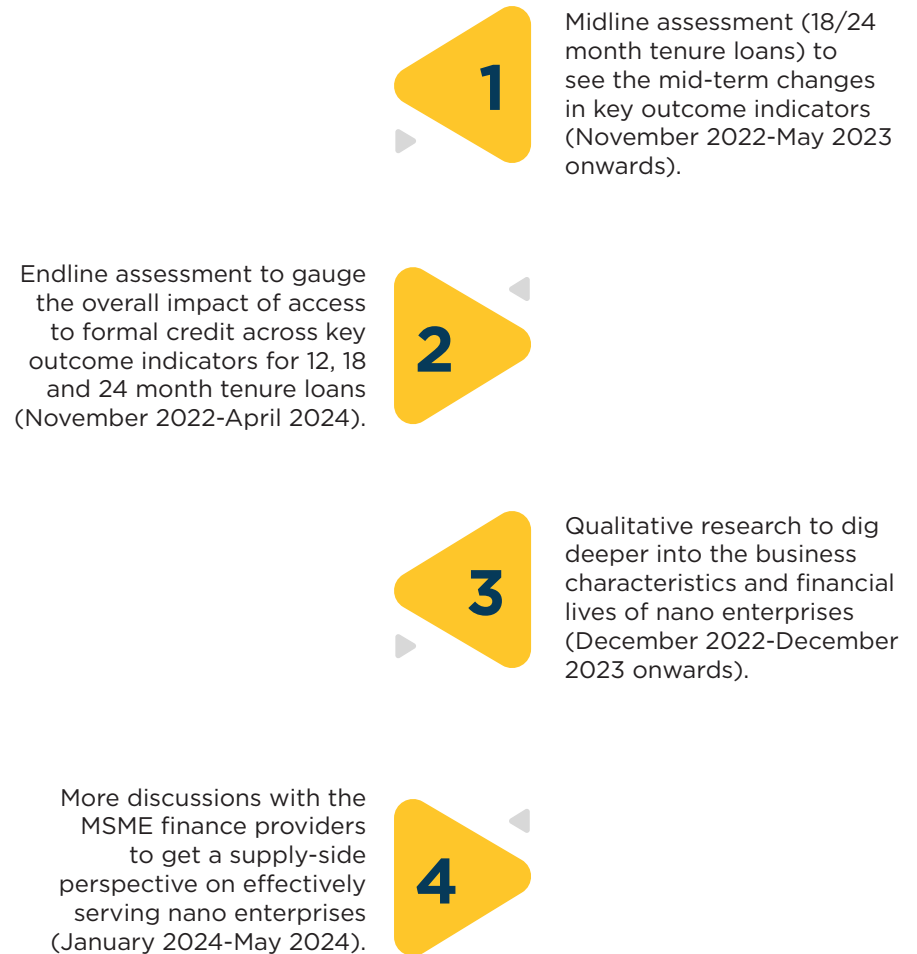 1
Midline assessment (18/24
month tenure loans) to
see the mid-term changes
in key outcome indicators
(November 2022-May 2023
onwards).
Endline assessment to gauge
the overall impact of access
to formal credit across key
outcome indicators for 12, 18
and 24 month tenure loans
(November 2022-April 2024).
2
3
Qualitative research to dig
deeper into the business
characteristics and financial
lives of nano enterprises
(December 2022-December
2023 onwards).
More discussions with the
MSME finance providers
to get a supply-side
perspective on effectively
serving nano enterprises
(January 2024-May 2024).
4